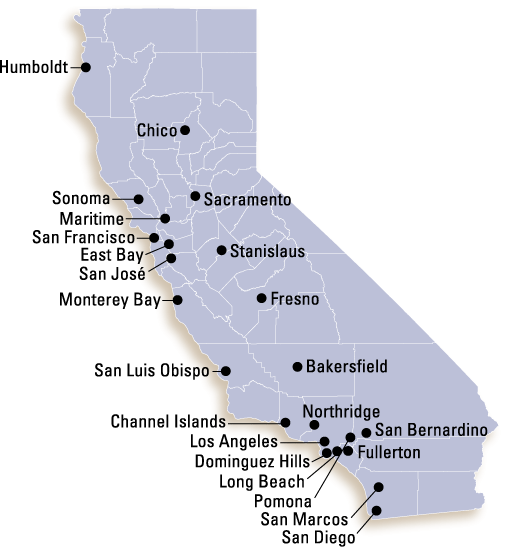 Humboldt
Chico
Sonoma
Sacramento
Maritime
San Francisco
East Bay
Stanislaus
San José
Monterey Bay
Fresno
San Luis Obispo
Bakersfield
Northridge
Channel Islands
San Bernardino
Los Angeles
Fullerton
Dominguez Hills
Long Beach
Pomona
San Marcos
San Diego